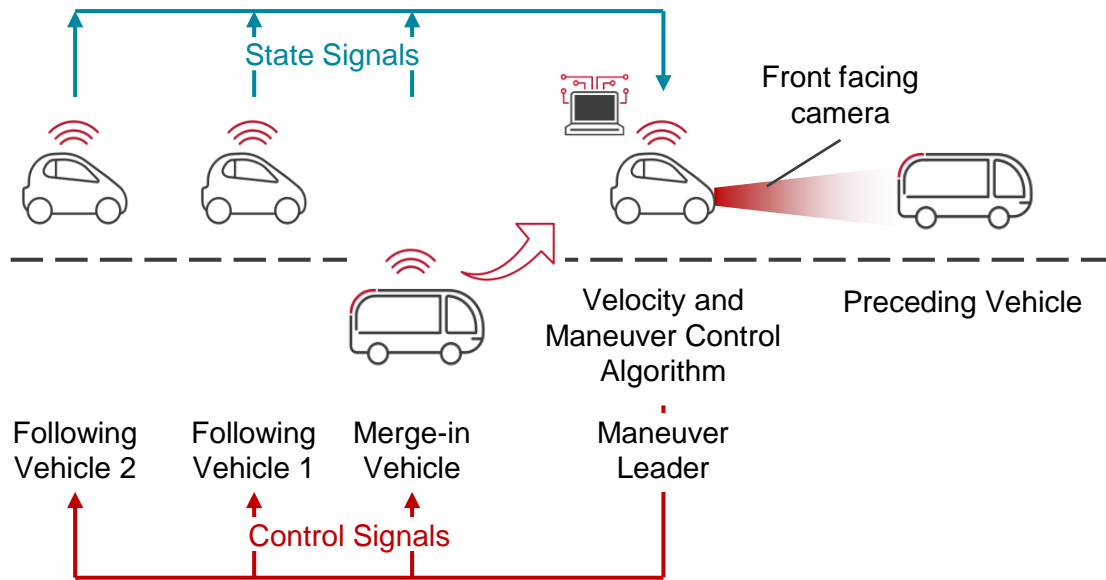 State Signals
Front facing
camera
Velocity and
Maneuver Control
Algorithm
Preceding Vehicle
Following
Vehicle 2
Following
Vehicle 1
Merge-in
Vehicle
Maneuver
Leader
Control Signals